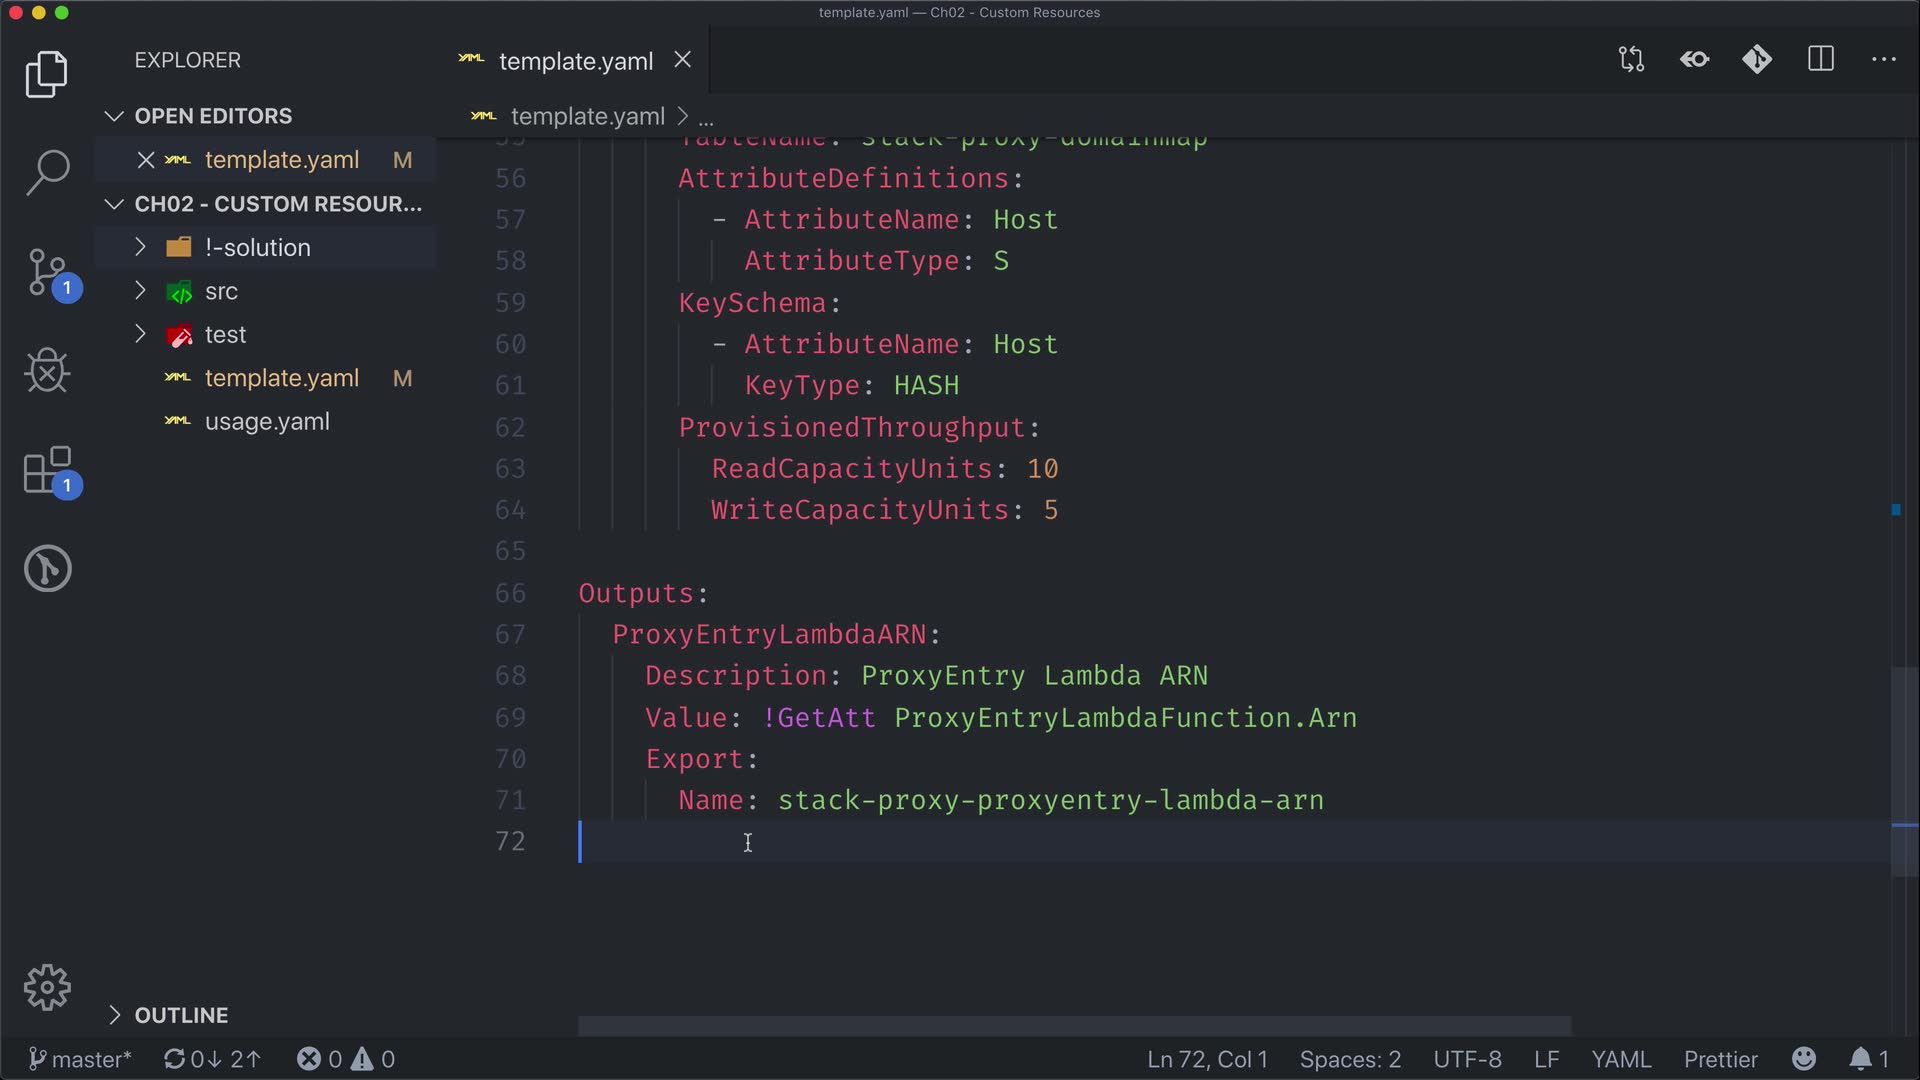 template.yaml — Ch02 - Custom Resources
EXPLORER
template.yaml
OPEN EDITORS
template.yaml > ...
template.yaml M
CH02 - CUSTOM RESOUR...
!-solution
src
test
template.yaml M
usage.yaml
1
1
55 TableName: stack-proxy-domainmap
56 AttributeDefinitions:
57 - AttributeName: Host
58 AttributeType: S
59 KeySchema:
60 - AttributeName: Host
61 KeyType: HASH
62 ProvisionedThroughput:
63 ReadCapacityUnits: 10
64 WriteCapacityUnits: 5
65
66 Outputs:
67 ProxyEntryLambdaARN:
68 Description: ProxyEntry Lambda ARN
69 Value: !GetAtt ProxyEntryLambdaFunction.Arn
70 Export:
71 Name: stack-proxy-proxyentry-lambda-arn
72
OUTLINE
master* 0↓ 2↑ 0 0 Ln 72, Col 1 Spaces: 2 UTF-8 LF YAML Prettier 1